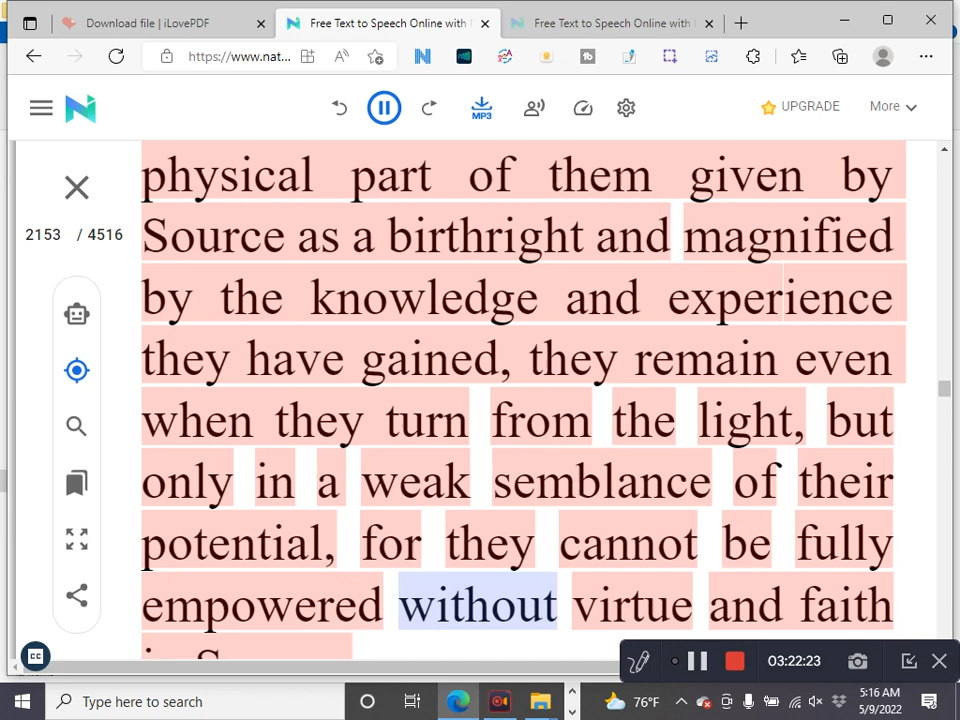 Download file | iLovePDF
Free Text to Speech Online with
Free Text to Speech Online with
https://www.nat...
MP3
UPGRADE
More
2153 / 4516
physical part of them given by
Source as a birthright and magnified
by the knowledge and experience
they have gained, they remain even
when they turn from the light, but
only in a weak semblance of their
potential, for they cannot be fully
empowered without virtue and faith
CC
03:22:23
Type here to search
76°F
5:16 AM
5/9/2022